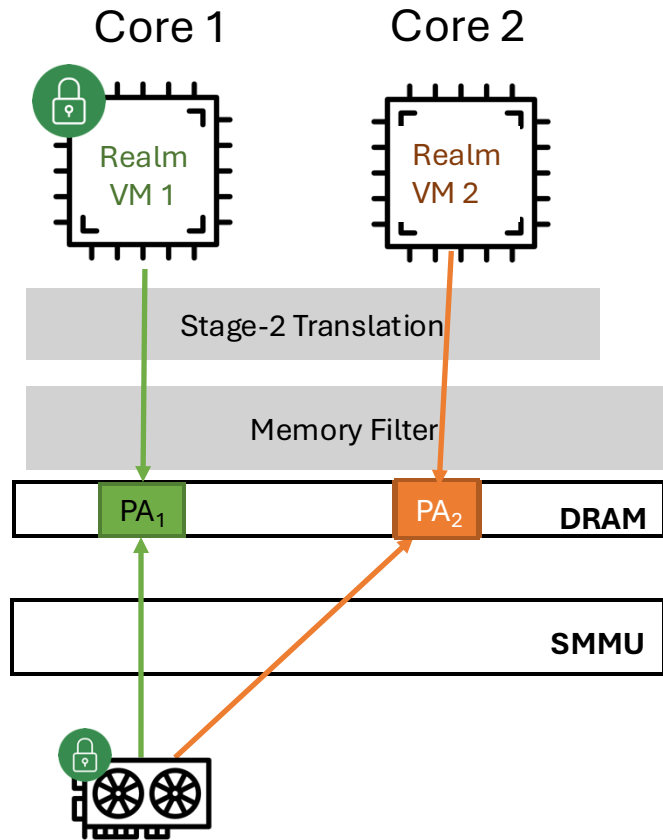 Core 1
Core 2
Realm
VM 1
Realm
VM 2
Stage-2 Translation
Memory Filter
PA₁
PA₂
DRAM
SMMU